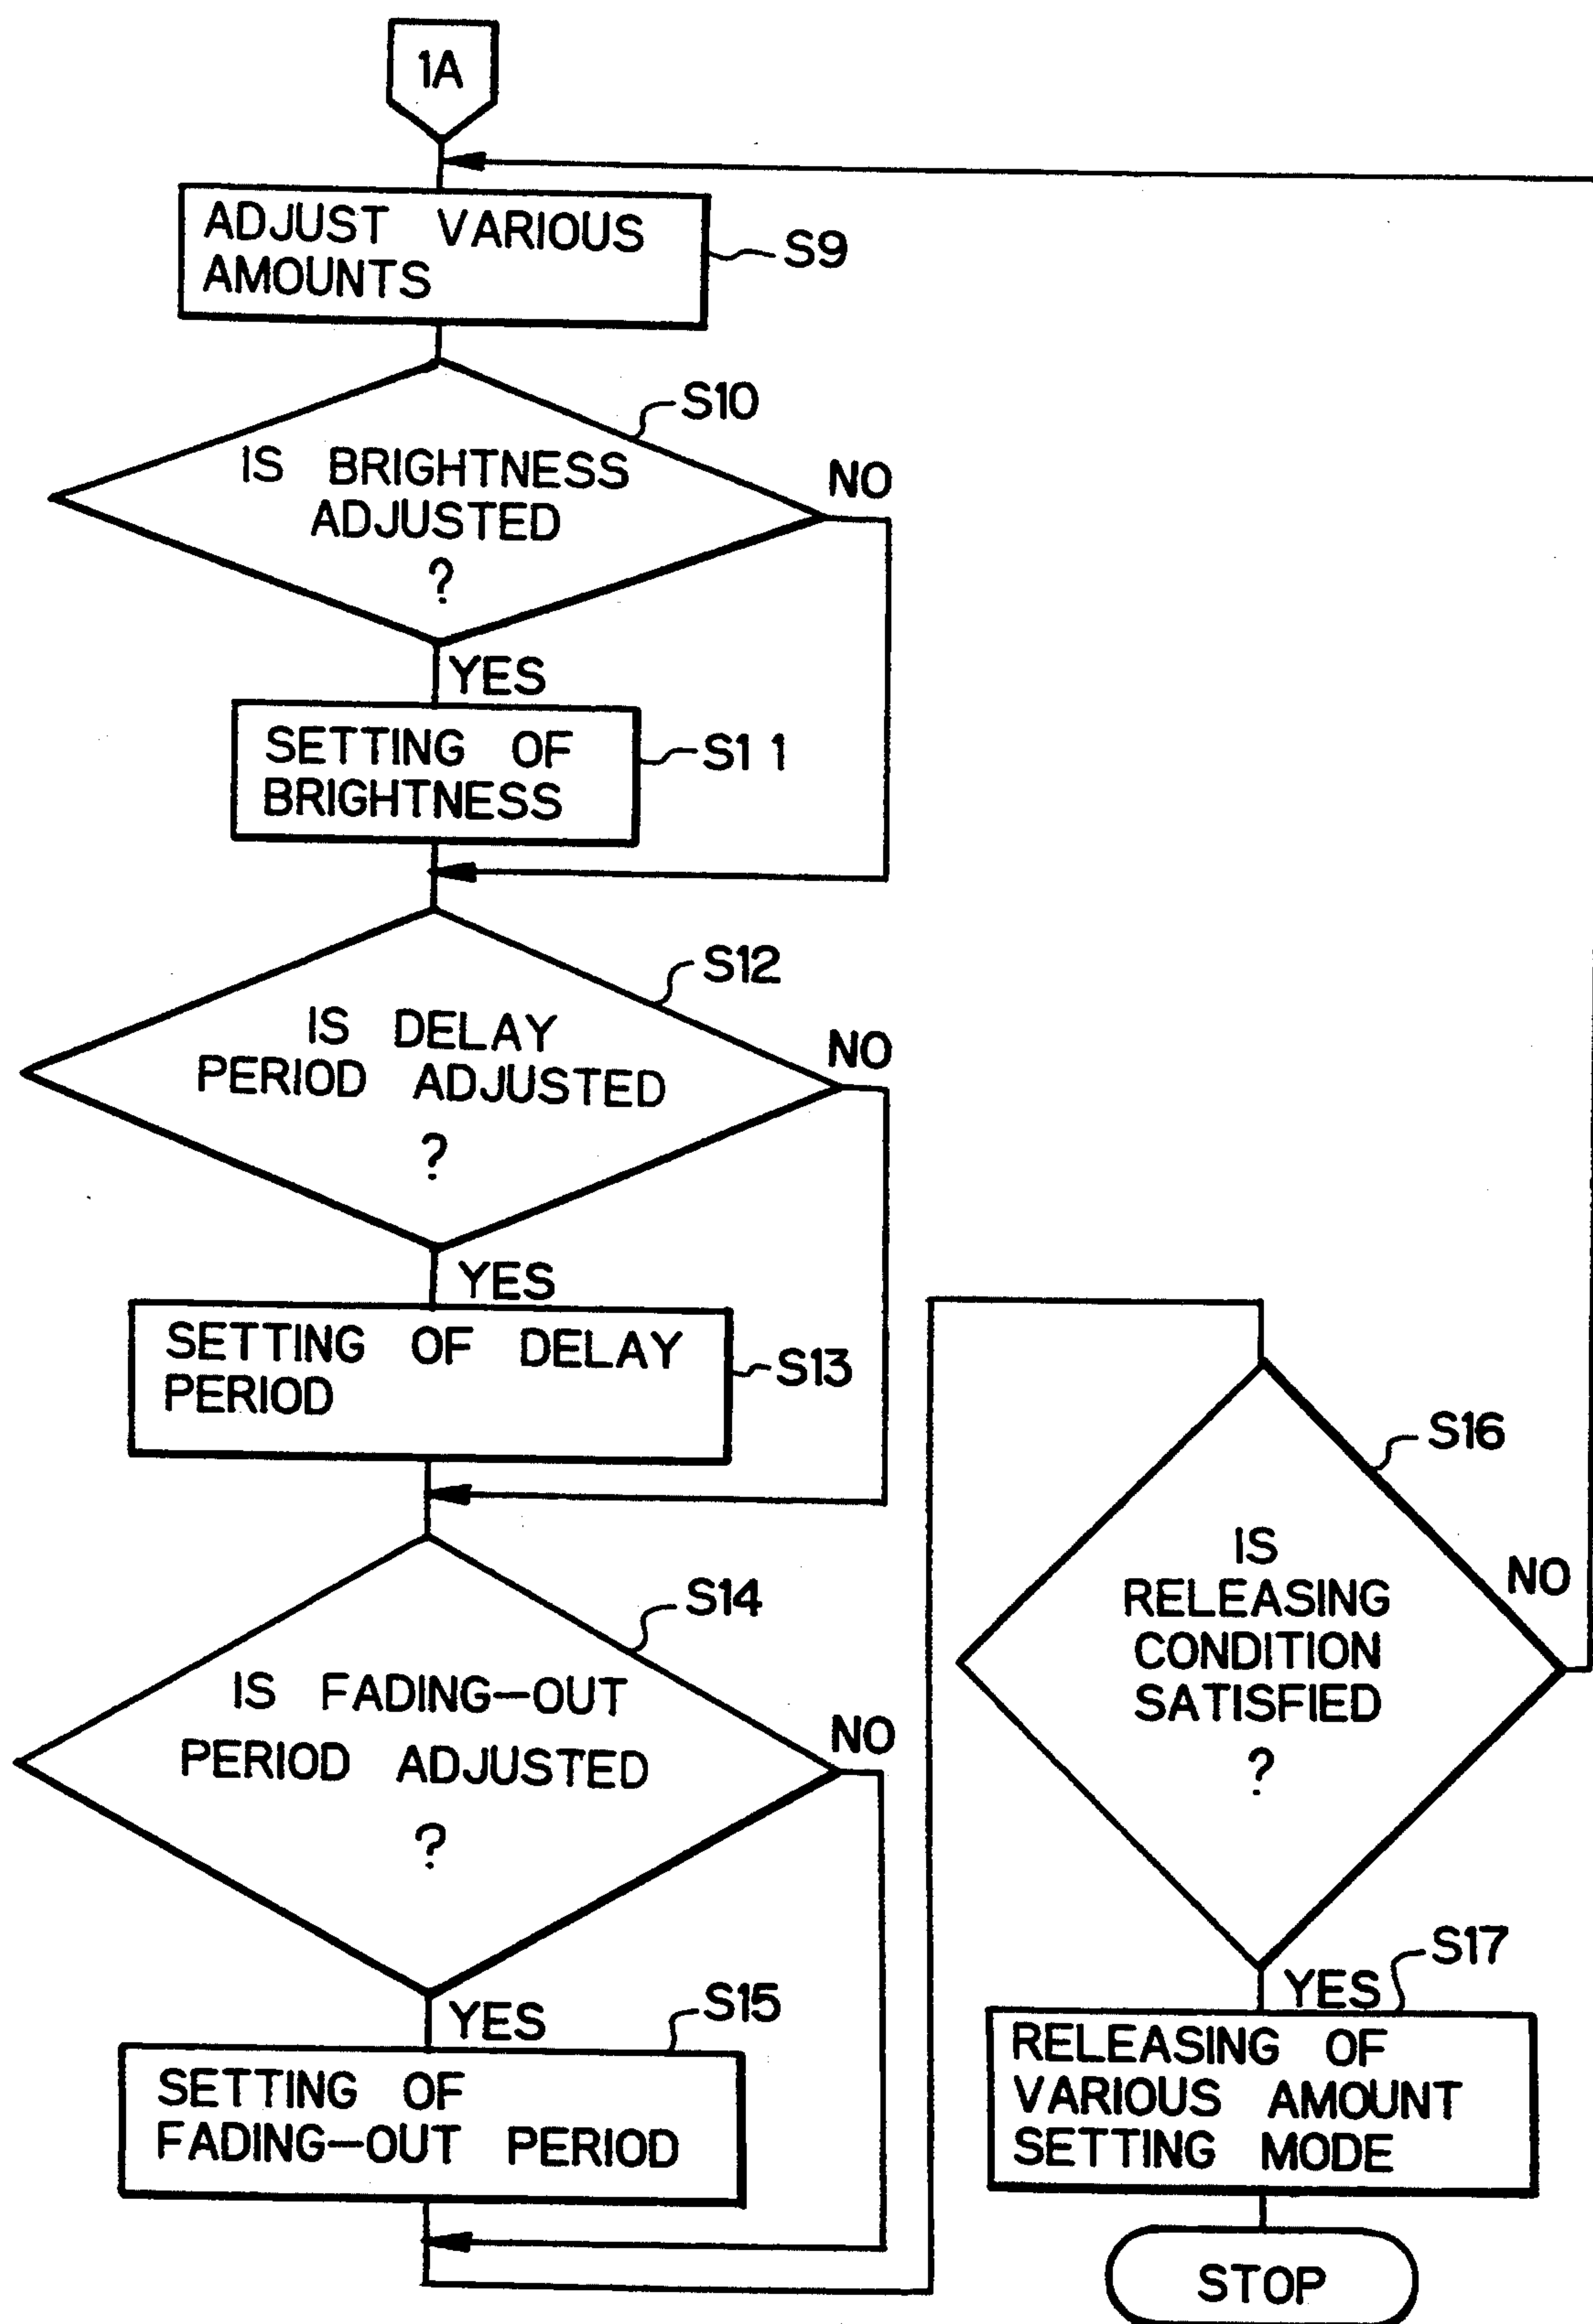 1A
ADJUST VARIOUS
AMOUNTS
S9
S10
IS BRIGHTNESS
ADJUSTED
?
NO
YES
SETTING OF
BRIGHTNESS
S11
S12
IS DELAY
PERIOD ADJUSTED
?
NO
YES
SETTING OF DELAY
PERIOD
S13
S14
IS FADING-OUT
PERIOD ADJUSTED
?
NO
YES
S15
SETTING OF
FADING-OUT PERIOD
S16
IS
RELEASING
CONDITION
SATISFIED
?
NO
YES
S17
RELEASING OF
VARIOUS AMOUNT
SETTING MODE
STOP